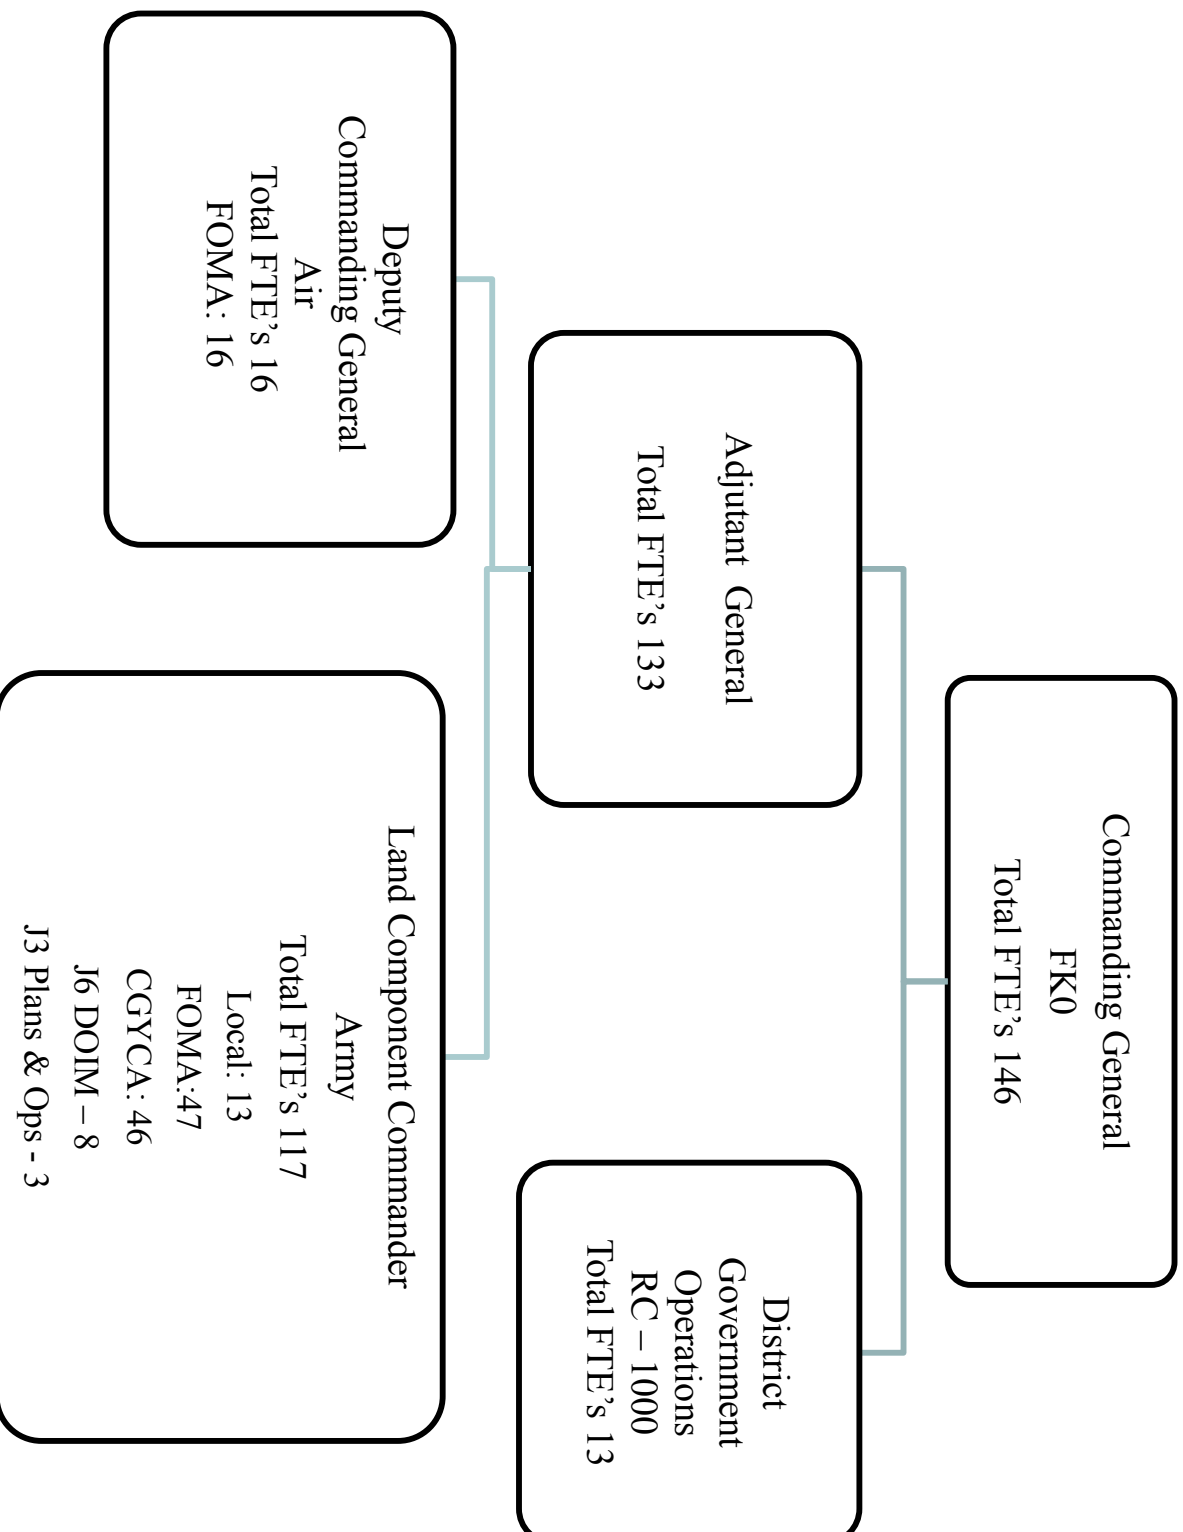 Commanding General
FK0
Total FTE's 146
Adjutant General
Total FTE's 133
District
Government
Operations
RC – 1000
Total FTE's 13
Deputy
Commanding General
Air
Total FTE's 16
FOMA: 16
Land Component Commander
Army
Total FTE's 117
Local: 13
FOMA:47
CGYCA: 46
J6 DOIM – 8
J3 Plans & Ops - 3